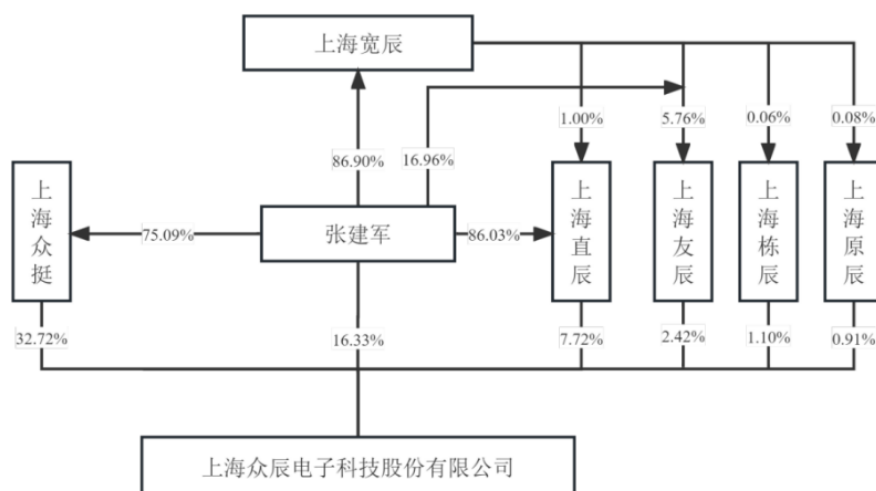 上海宽辰
1.00%
5.76%
0.06%
0.08%
86.90%
16.96%
上海众挺
75.09%
张建军
86.03%
上海直辰
上海友辰
上海栋辰
上海原辰
32.72%
16.33%
7.72%
2.42%
1.10%
0.91%
上海众辰电子科技股份有限公司